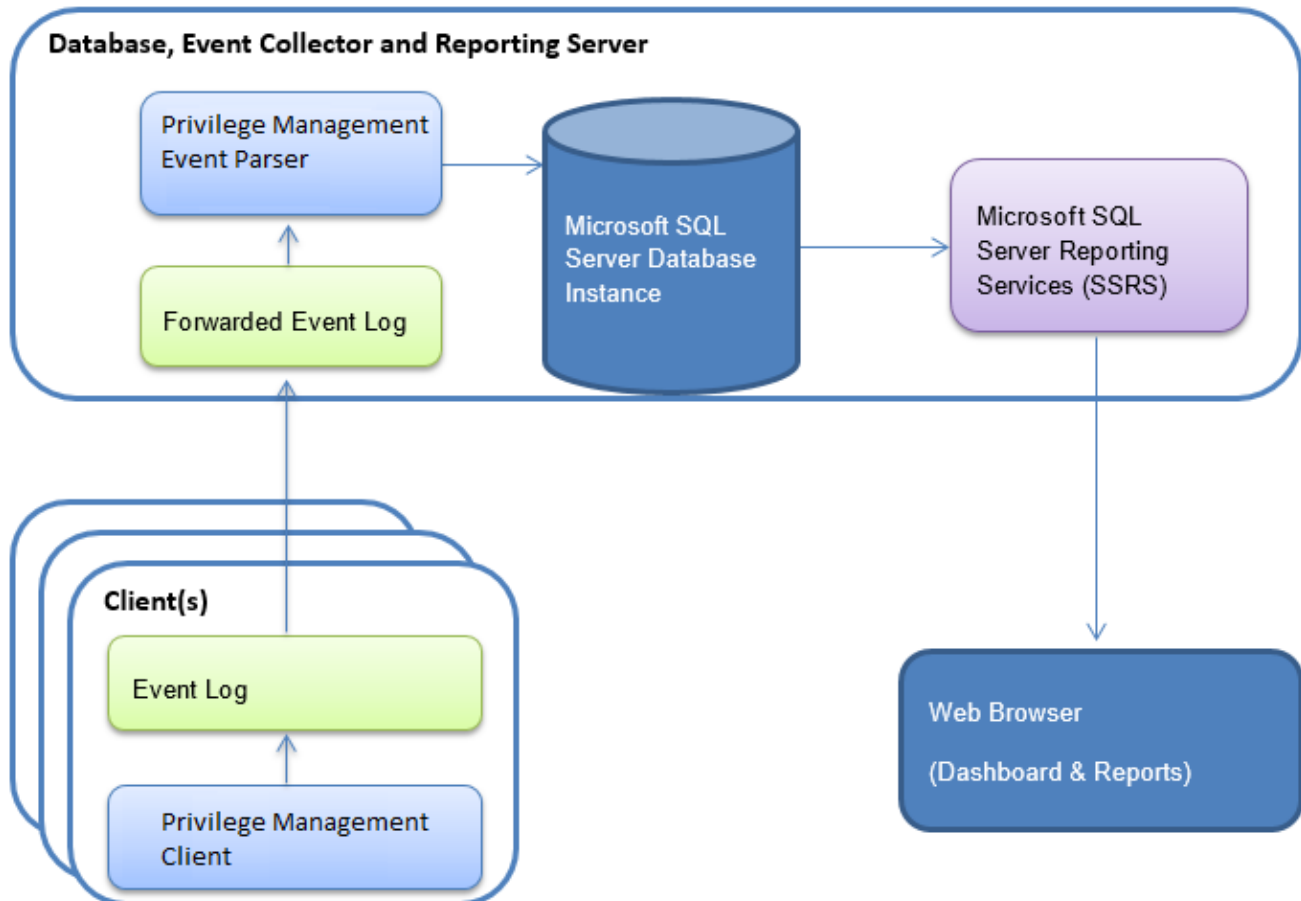 Database, Event Collector and Reporting Server
Privilege Management
Event Parser
Forwarded Event Log
Microsoft SQL
Server Database
Instance
Microsoft SQL
Server Reporting
Services (SSRS)
Client(s)
Event Log
Privilege Management
Client
Web Browser
(Dashboard & Reports)